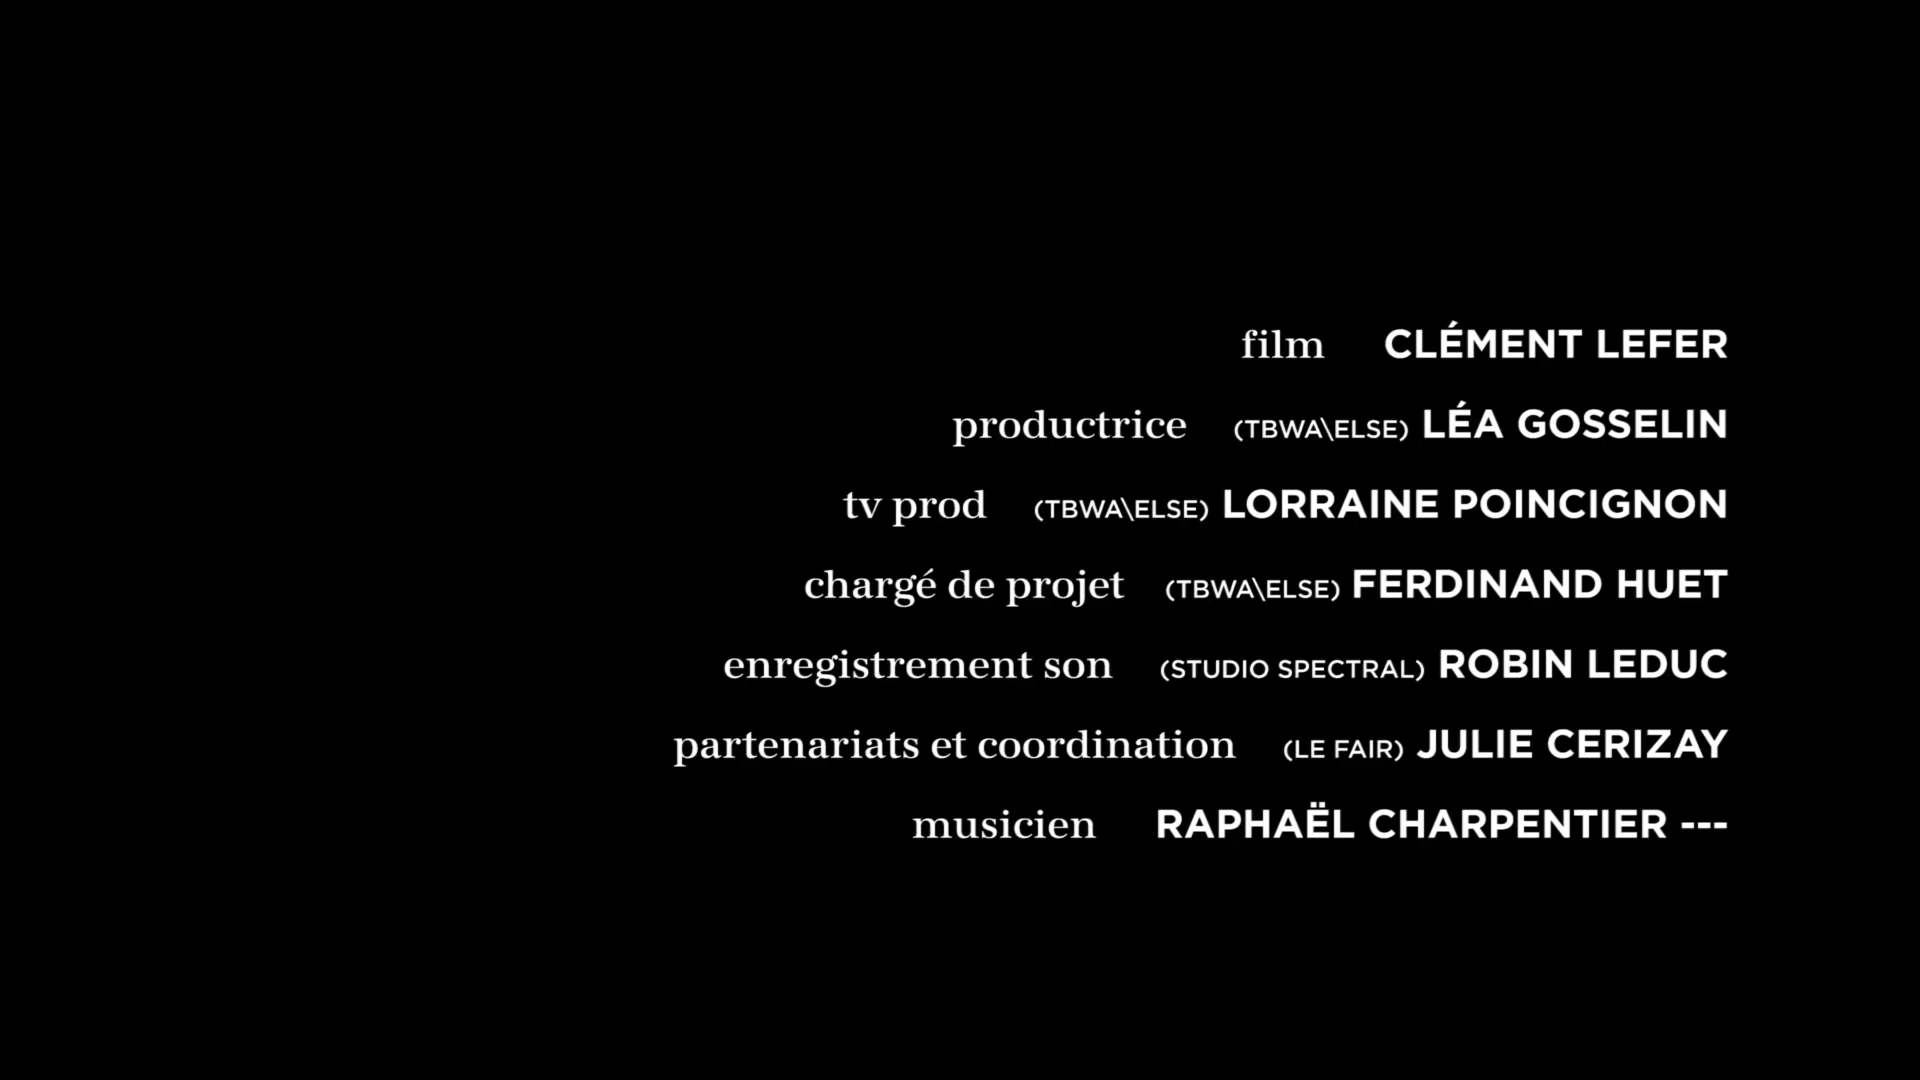 film CLÉMENT LEFER
productrice (TBWA\ELSE) LÉA GOSSELIN
tv prod (TBWA\ELSE) LORRAINE POINCIGNON
chargé de projet (TBWA\ELSE) FERDINAND HUET
enregistrement son (STUDIO SPECTRAL) ROBIN LEDUC
partenariats et coordination (LE FAIR) JULIE CERIZAY
musicien RAPHAËL CHARPENTIER ---